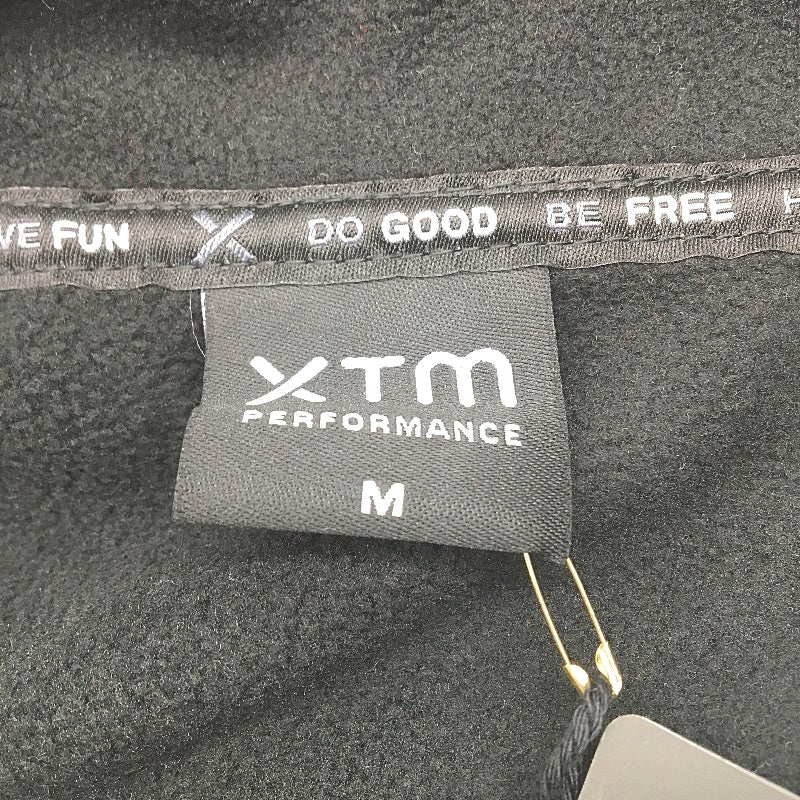 VE FUN X DO GOOD BE FREE H
XTM
PERFORMANCE
M